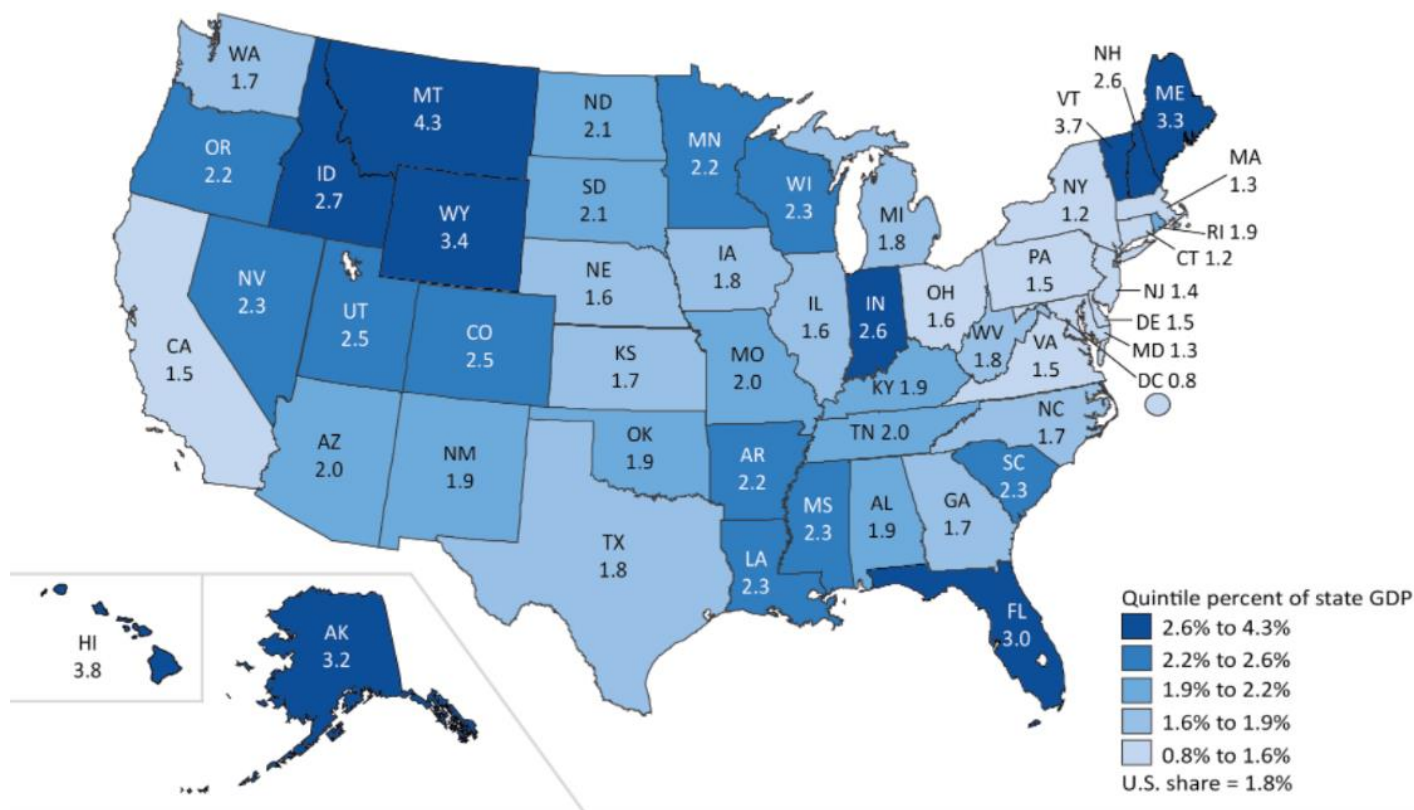 WA
1.7
MT
4.3
ND
2.1
MN
2.2
NH
2.6
VT
3.7
ME
3.3
OR
2.2
ID
2.7
WY
3.4
SD
2.1
WI
2.3
MI
1.8
NY
1.2
MA
1.3
RI 1.9
CT 1.2
NV
2.3
UT
2.5
CO
2.5
NE
1.6
IA
1.8
IL
1.6
IN
2.6
OH
1.6
PA
1.5
NJ 1.4
DE 1.5
MD 1.3
DC 0.8
CA
1.5
KS
1.7
MO
2.0
KY 1.9
WV
1.8
VA
1.5
AZ
2.0
NM
1.9
OK
1.9
AR
2.2
TN 2.0
NC
1.7
SC
2.3
TX
1.8
LA
2.3
MS
2.3
AL
1.9
GA
1.7
FL
3.0
HI
3.8
AK
3.2
Quintile percent of state GDP
2.6% to 4.3%
2.2% to 2.6%
1.9% to 2.2%
1.6% to 1.9%
0.8% to 1.6%
U.S. share = 1.8%